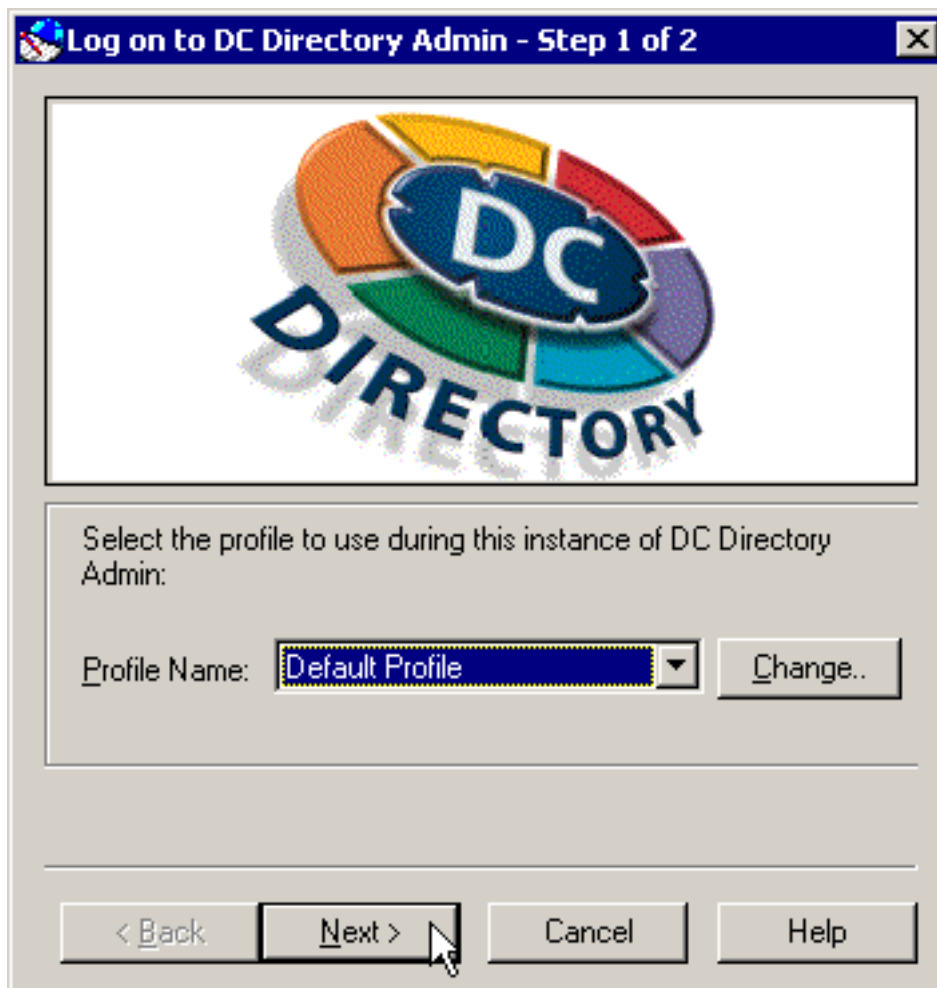 Log on to DC Directory Admin - Step 1 of 2
DC
DIRECTORY
Select the profile to use during this instance of DC Directory
Admin:
Profile Name: Default Profile Change..
< Back Next > Cancel Help